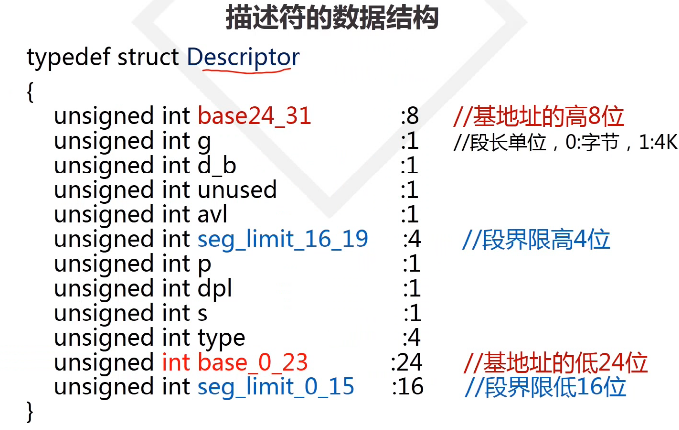 描述符的数据结构
typedef struct Descriptor
{
unsigned int base24_31 :8 //基地址的高8位
unsigned int g :1 //段长单位，0:字节，1:4K
unsigned int d_b :1
unsigned int unused :1
unsigned int avl :1
unsigned int seg_limit_16_19 :4 //段界限高4位
unsigned int p :1
unsigned int dpl :1
unsigned int s :1
unsigned int type :4
unsigned int base_0_23 :24 //基地址的低24位
unsigned int seg_limit_0_15 :16 //段界限低16位
}